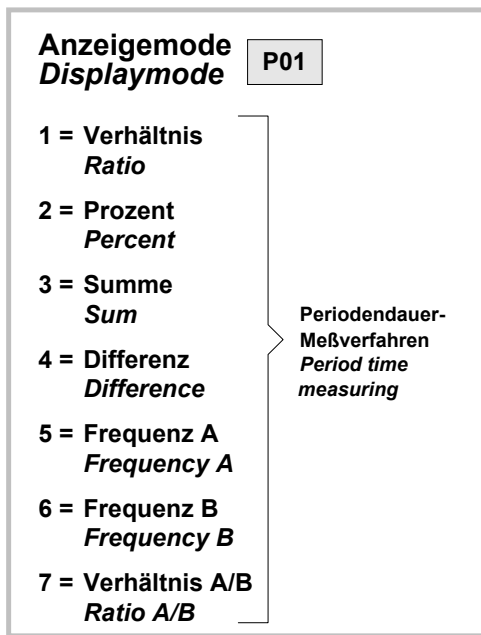 Anzeigemode
Displaymode
P01
1 = Verhältnis
Ratio
2 = Prozent
Percent
3 = Summe
Sum
4 = Differenz
Difference
5 = Frequenz A
Frequency A
6 = Frequenz B
Frequency B
7 = Verhältnis A/B
Ratio A/B
Periodendauer-
Meßverfahren
Period time
measuring